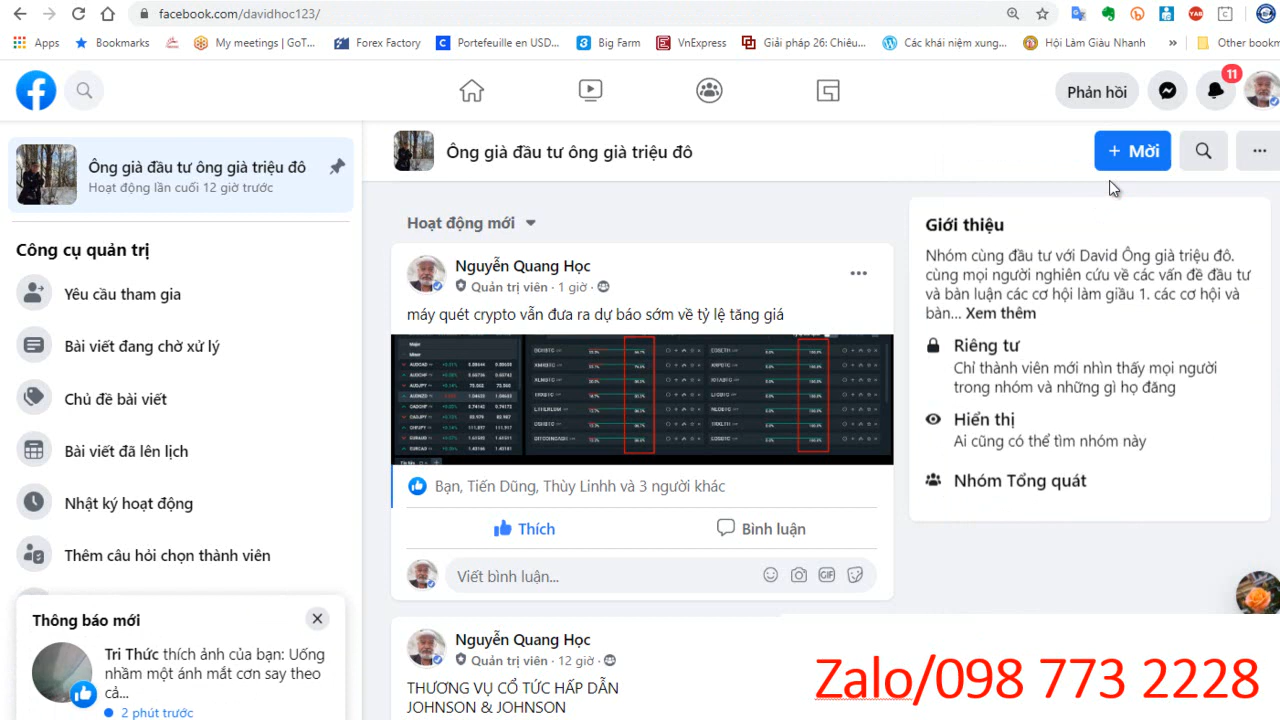 facebook.com/davidhoc123/
Apps
Bookmarks
My meetings | GoT...
Forex Factory
Portefeuille en USD...
Big Farm
VnExpress
Giải pháp 26: Chiêu...
Các khái niệm xung...
Hội Làm Giàu Nhanh
»
Other bookm
Phản hồi
11
Ông già đầu tư ông già triệu đô
Hoạt động lần cuối 12 giờ trước
Công cụ quản trị
Yêu cầu tham gia
Bài viết đang chờ xử lý
Chủ đề bài viết
Bài viết đã lên lịch
Nhật ký hoạt động
Thêm câu hỏi chọn thành viên
Thông báo mới
Tri Thức thích ảnh của bạn: Uống
nhầm một ánh mắt cơn say theo
cả...
2 phút trước
Ông già đầu tư ông già triệu đô
+ Mời
Hoạt động mới
Nguyễn Quang Học
Quản trị viên · 1 giờ ·
máy quét crypto vẫn đưa ra dự báo sớm về tỷ lệ tăng giá
Bạn, Tiến Dũng, Thùy Linhh và 3 người khác
Thích
Bình luận
Viết bình luận...
GIF
Nguyễn Quang Học
Quản trị viên · 12 giờ ·
THƯƠNG VỤ CỔ TỨC HẤP DẪN
JOHNSON & JOHNSON
Giới thiệu
Nhóm cùng đầu tư với David Ông già triệu đô.
cùng mọi người nghiên cứu về các vấn đề đầu tư
và bàn luận các cơ hội làm giầu 1. các cơ hội và
bàn... Xem thêm
Riêng tư
Chỉ thành viên mới nhìn thấy mọi người
trong nhóm và những gì họ đăng
Hiển thị
Ai cũng có thể tìm nhóm này
Nhóm Tổng quát
Zalo/098 773 2228